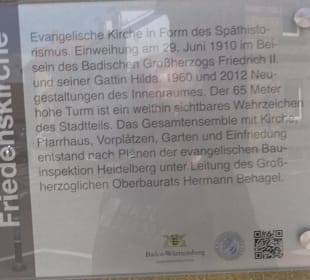 Friedenskirche
Evangelische Kirche in Form des Späthisto-
rismus. Einweihung am 29. Juni 1910 im Bei-
sein des Badischen Großherzogs Friedrich II.
und seiner Gattin Hilda. 1960 und 2012 Neu-
gestaltungen des Innenraumes. Der 65 Meter
hohe Turm ist ein weithin sichtbares Wahrzeichen
des Stadtteils. Das Gesamtensemble mit Kirche,
Pfarrhaus, Vorplätzen, Garten und Einfriedung
entstand nach Plänen der evangelischen Bau-
inspektion Heidelberg unter Leitung des Groß-
herzoglichen Oberbaurats Hermann Behagel.
Baden-Württemberg